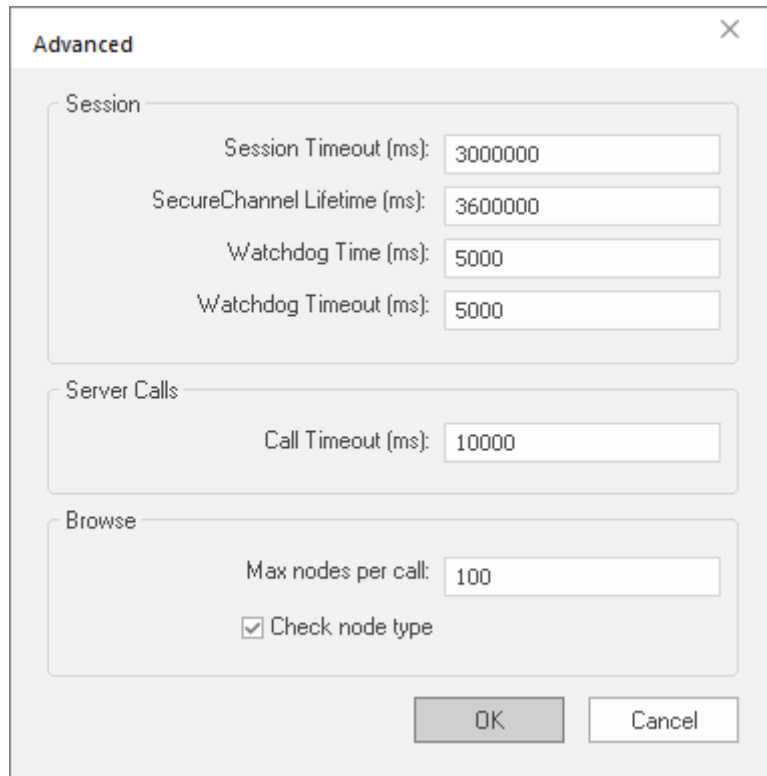 Advanced
Session
Session Timeout (ms): 3000000
SecureChannel Lifetime (ms): 3600000
Watchdog Time (ms): 5000
Watchdog Timeout (ms): 5000
Server Calls
Call Timeout (ms): 10000
Browse
Max nodes per call: 100
Check node type
OK Cancel